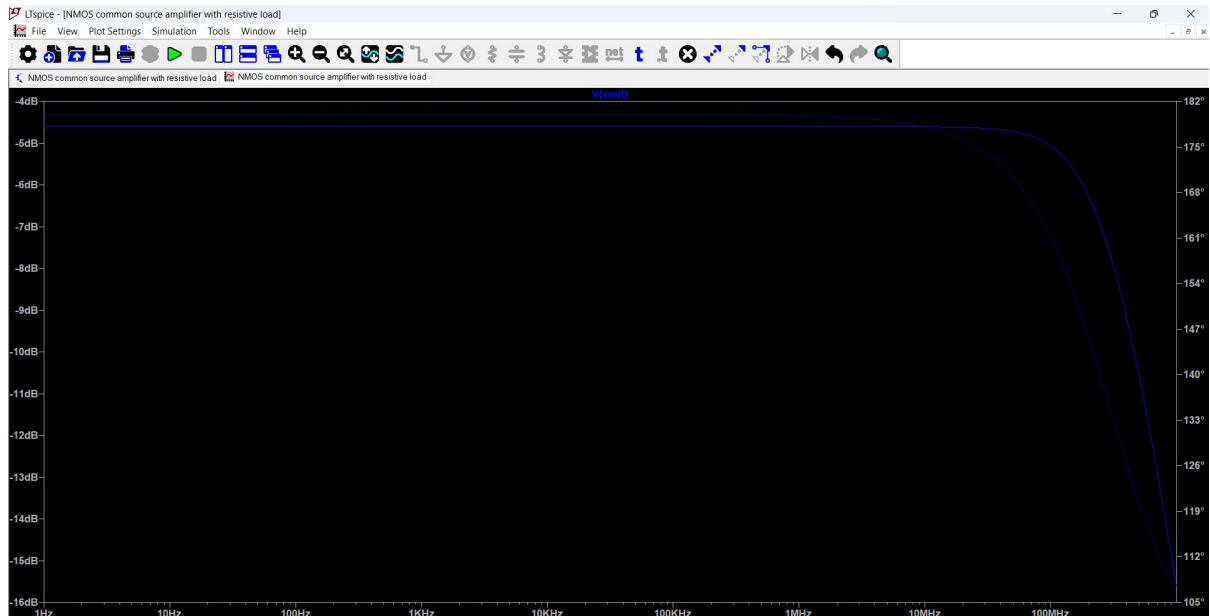 LTspice - [NMOS common source amplifier with resistive load]
File View Plot Settings Simulation Tools Window Help
net t t
NMOS common source amplifier with resistive load NMOS common source amplifier with resistive load
V(vout)
-4dB 182°
-5dB 175°
-6dB 168°
-7dB 161°
-8dB 154°
-9dB 147°
-10dB 140°
-11dB 133°
-12dB 126°
-13dB 119°
-14dB 112°
-15dB 105°
-16dB
1Hz 10Hz 100Hz 1KHz 10KHz 100KHz 1MHz 10MHz 100MHz